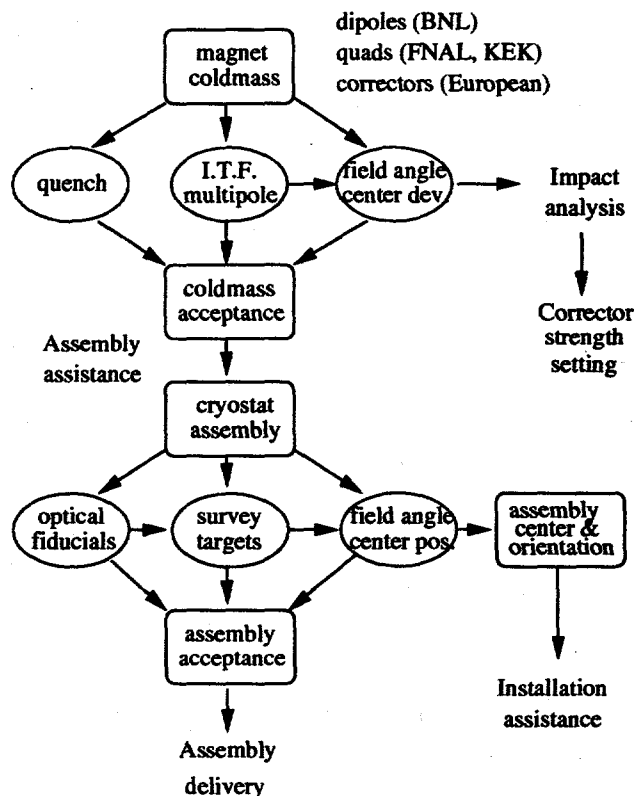 dipoles (BNL)
quads (FNAL, KEK)
correctors (European)
magnet
coldmass
quench
I.T.F.
multipole
field angle
center dev.
Impact
analysis
coldmass
acceptance
Corrector
strength
setting
Assembly
assistance
cryostat
assembly
optical
fiducials
survey
targets
field angle
center pos.
assembly
center &
orientation
assembly
acceptance
Installation
assistance
Assembly
delivery